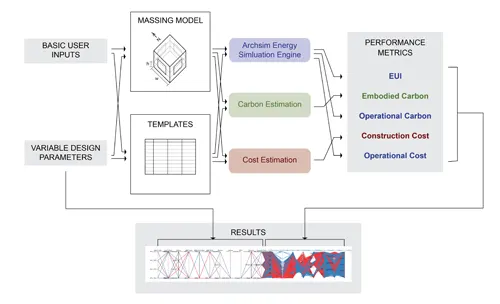 MASSING MODEL
BASIC USER
INPUTS
VARIABLE DESIGN
PARAMETERS
TEMPLATES
Archsim Energy
Simluation Engine
Carbon Estimation
Cost Estimation
PERFORMANCE
METRICS
EUI
Embodied Carbon
Operational Carbon
Construction Cost
Operational Cost
RESULTS